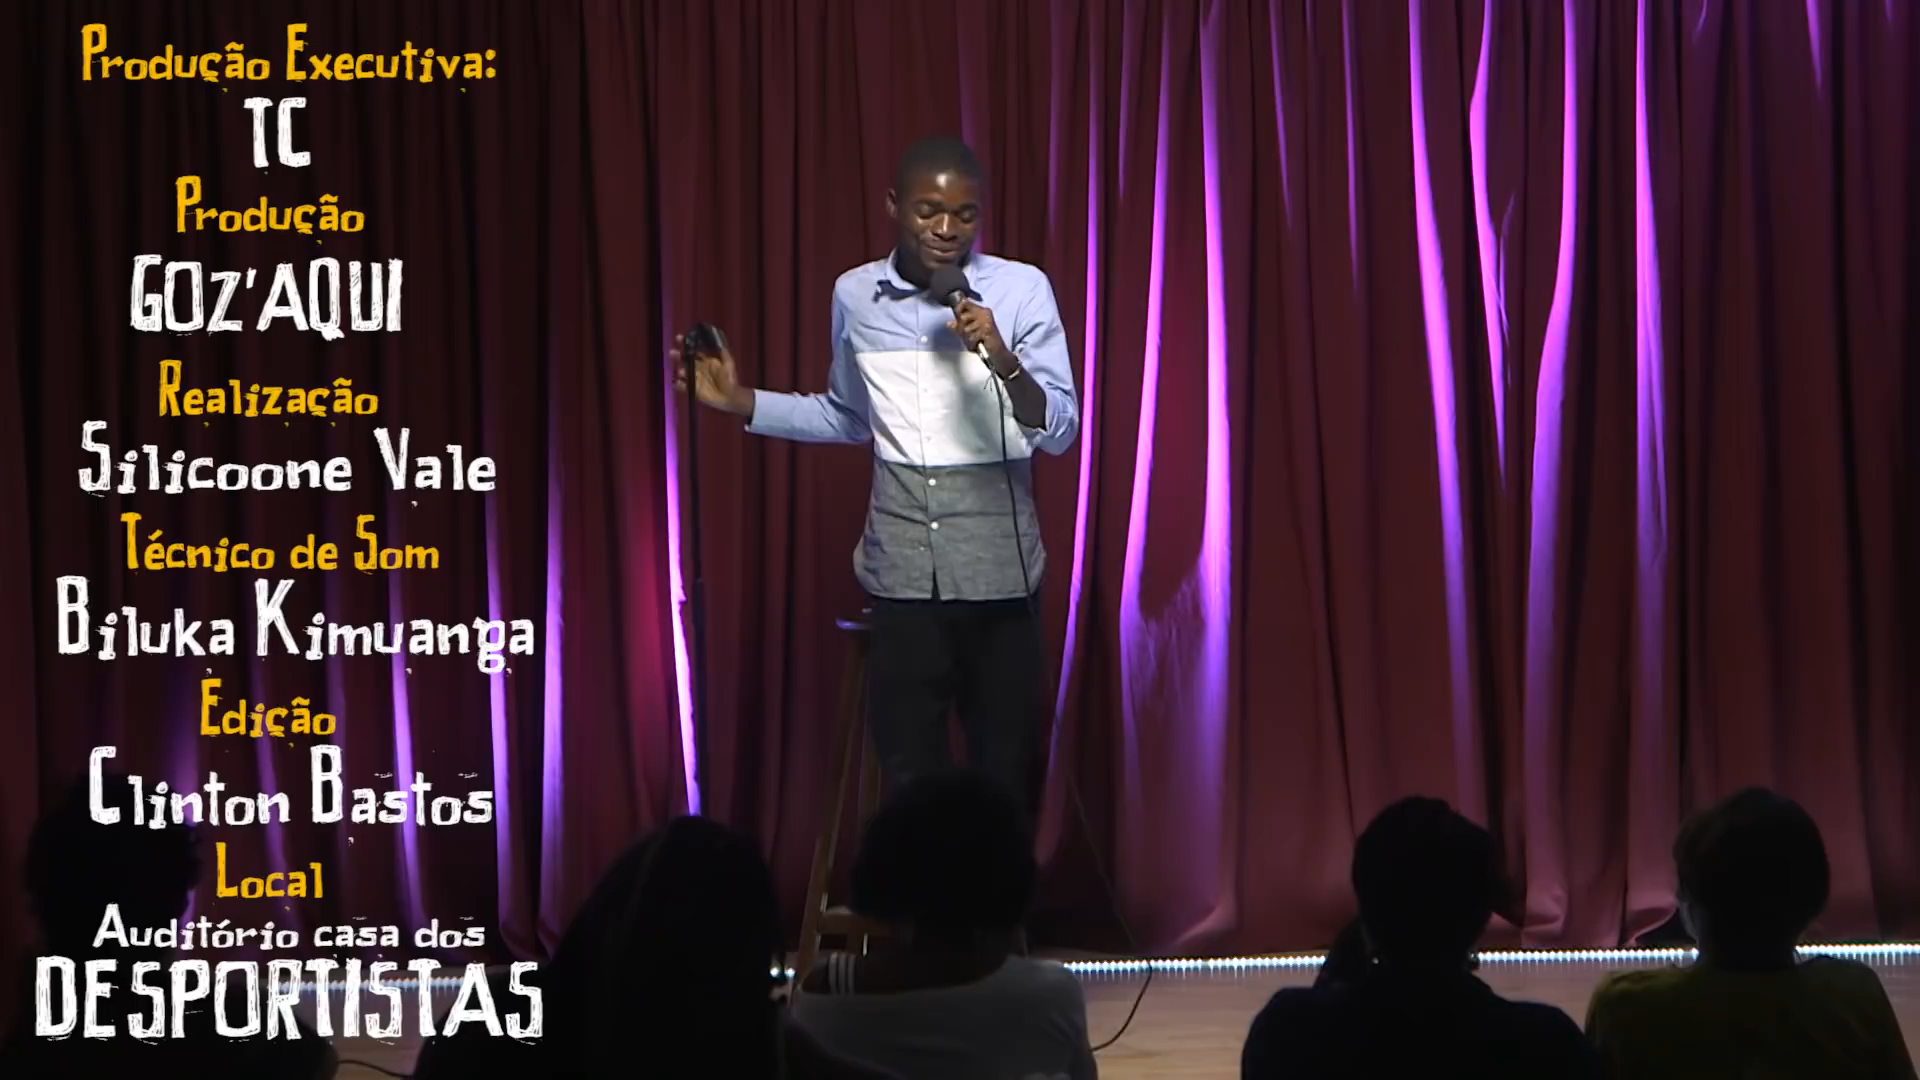 Produção Executiva:
TC
Produção
GOZ'AQUI
Realização
Silicoone Vale
Técnico de Som
Biluka Kimuanga
Edição
Clinton Bastos
Local
Auditório casa dos
DESPORTISTAS